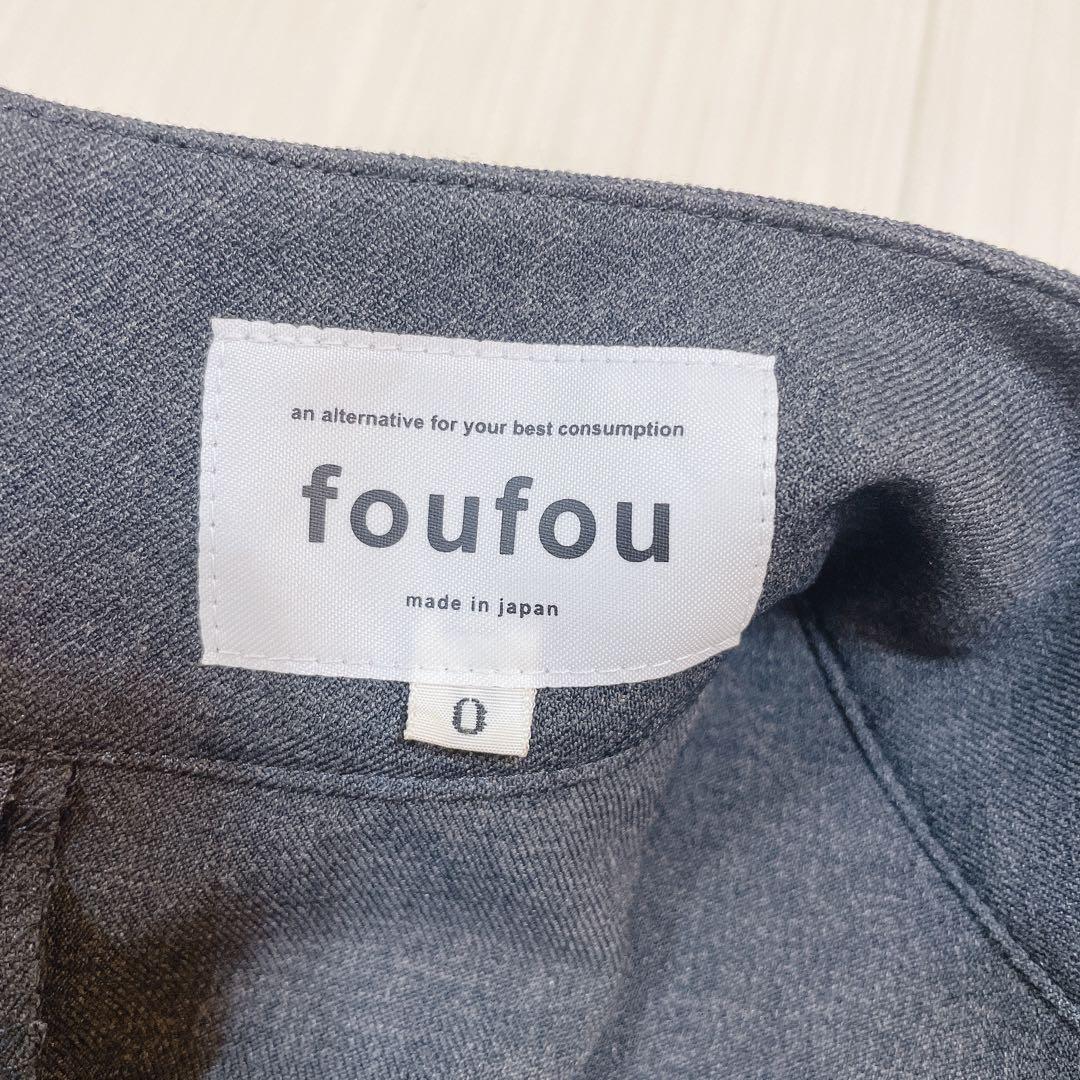 an alternative for your best consumption
foufou
made in japan
0